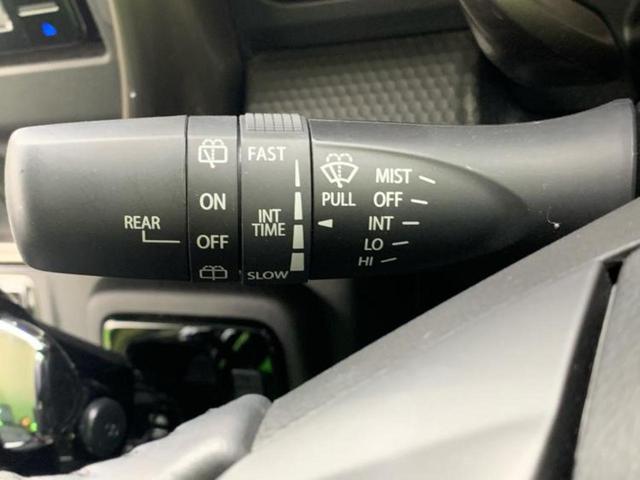 REAR
ON
OFF
FAST
INT
TIME
SLOW
PULL
MIST
OFF
INT
LO
HI